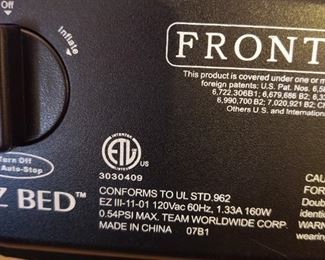 Off
Inflate
FRONT
This product is covered under one or m
foreign patents: U.S. Pat. Nos. 6,5
6,722,306B1; 6,679,686 B2; 6,33
6,990,700 B2; 7,020,921 B2; C
Others U.S. and Internationa
Turn Off
Auto-Stop
Z BED™
INTERTEK
ETL
US
3030409
CONFORMS TO UL STD.962
EZ III-11-01 120Vac 60Hz, 1.33A 160W
0.54PSI MAX. TEAM WORLDWIDE CORP.
MADE IN CHINA 07B1
CAU
FOR
Doub
identic
WARN
wearing